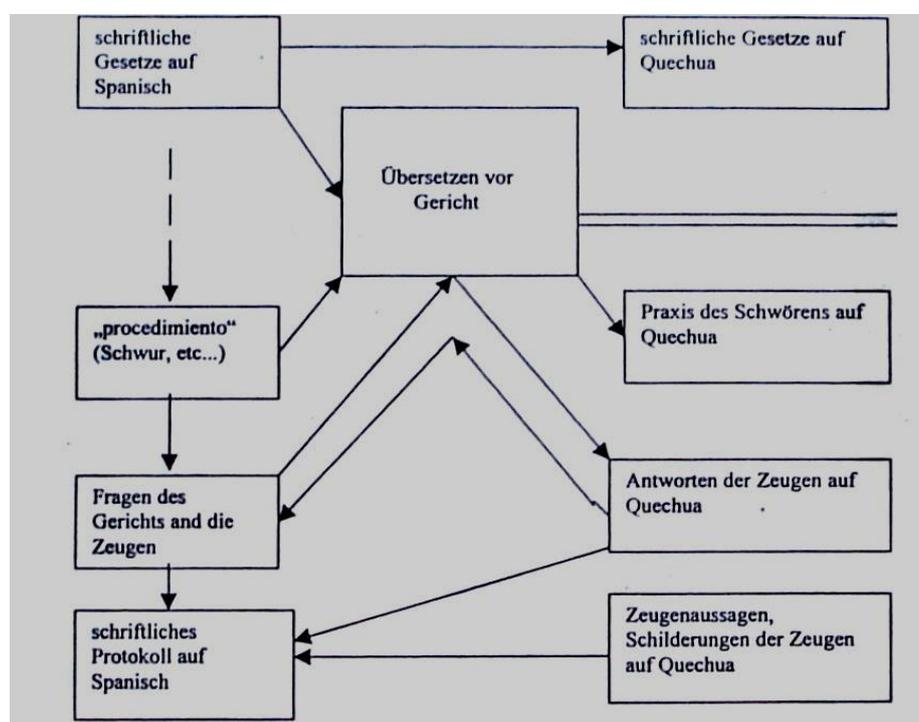 schriftliche
Gesetze auf
Spanisch
schriftliche Gesetze auf
Quechua
Übersetzen vor
Gericht
„procedimiento“
(Schwur, etc...)
Praxis des Schwörens auf
Quechua
Fragen des
Gerichts and die
Zeugen
Antworten der Zeugen auf
Quechua
schriftliches
Protokoll auf
Spanisch
Zeugenaussagen,
Schilderungen der Zeugen
auf Quechua